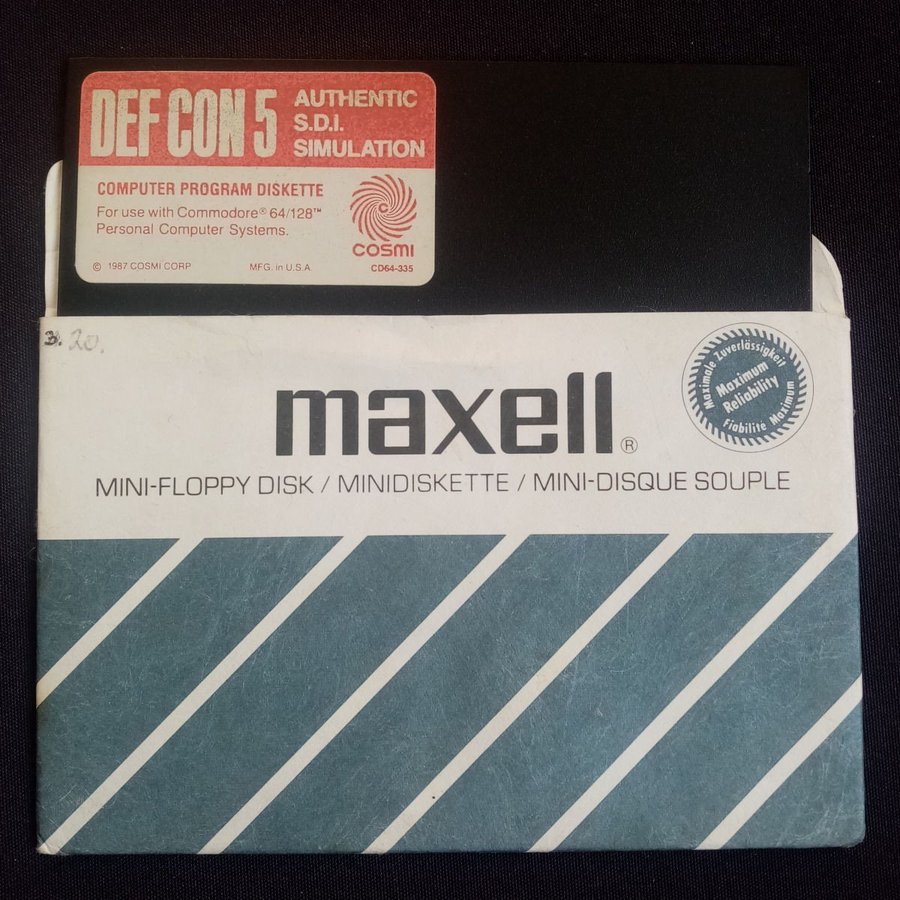 DEF CON 5
AUTHENTIC
S.D.I.
SIMULATION
COMPUTER PROGRAM DISKETTE
For use with Commodore® 64/128™
Personal Computer Systems.
C
COSMI
© 1987 COSMI CORP MFG. in U.S.A. CD64-335
20.
maxell®
Maximale Zuverlässigkeit
Maximum
Reliability
Fiabilite Maximum
MINI-FLOPPY DISK / MINIDISKETTE / MINI-DISQUE SOUPLE